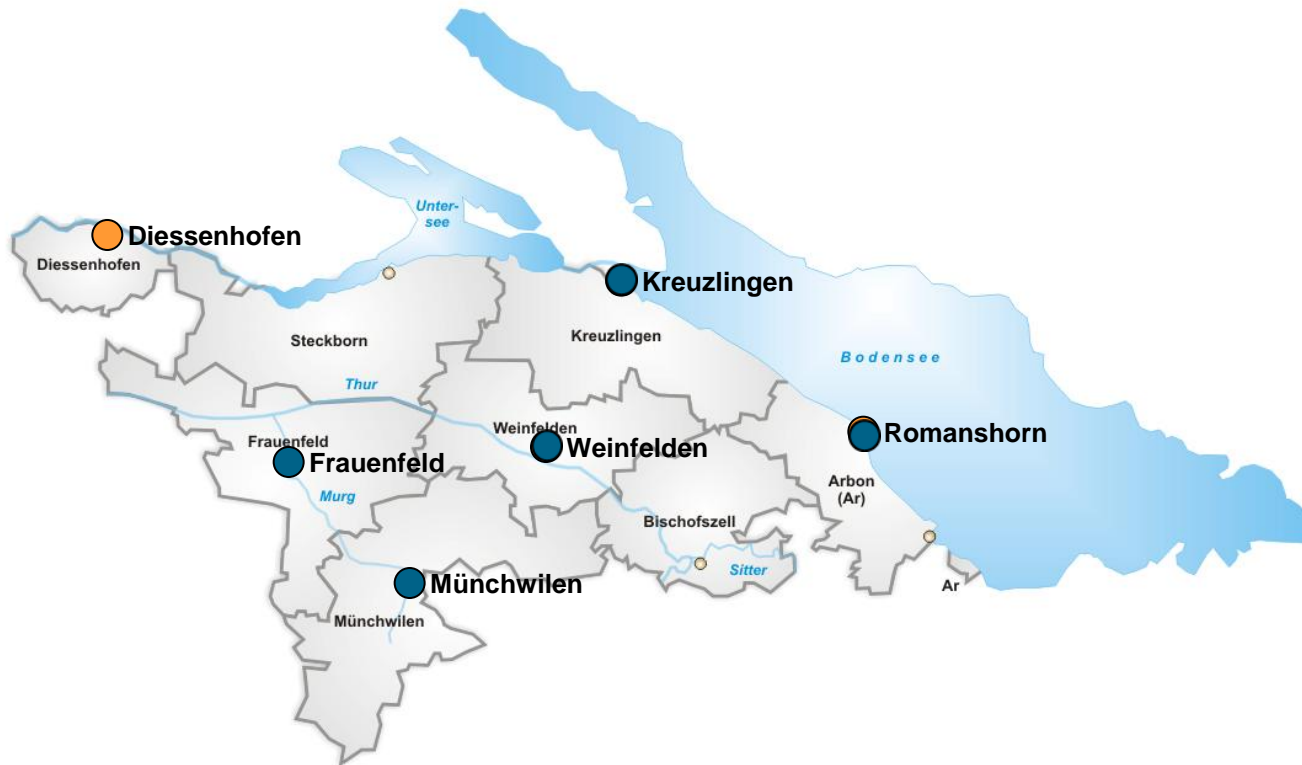 Unter-
see
Diessenhofen
Diessenhofen
Kreuzlingen
Steckborn
Kreuzlingen
Bodensee
Thur
Weinfelden
Weinfelden
Romanshorn
Frauenfeld
Frauenfeld
Murg
Arbon
(Ar)
Bischofszell
Sitter
Münchwilen
Ar
Münchwilen